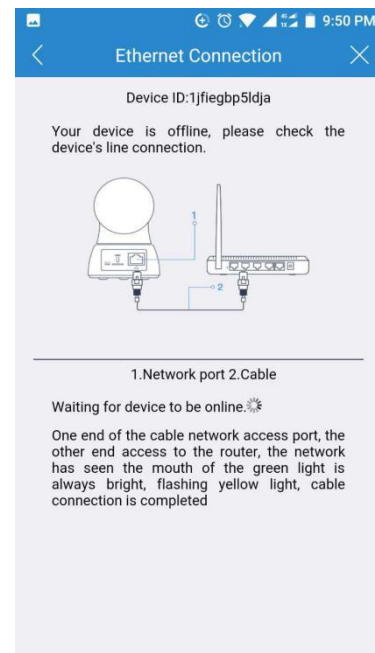 9:50 PM
Ethernet Connection
Device ID:1jfiegbp5ldja
Your device is offline, please check the
device's line connection.
1
2
1.Network port 2.Cable
Waiting for device to be online.
One end of the cable network access port, the
other end access to the router, the network
has seen the mouth of the green light is
always bright, flashing yellow light, cable
connection is completed